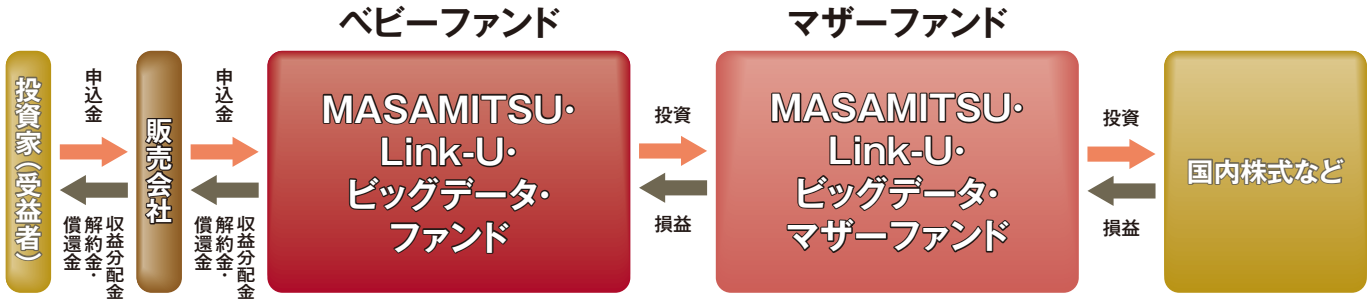 ベビーファンド
マザーファンド
投資家（受益者）
申込金
収益分配金
解約金・
償還金
販売会社
申込金
収益分配金
解約金・
償還金
MASAMITSU・
Link-U・
ビッグデータ・
ファンド
投資
損益
MASAMITSU・
Link-U・
ビッグデータ・
マザーファンド
投資
損益
国内株式など